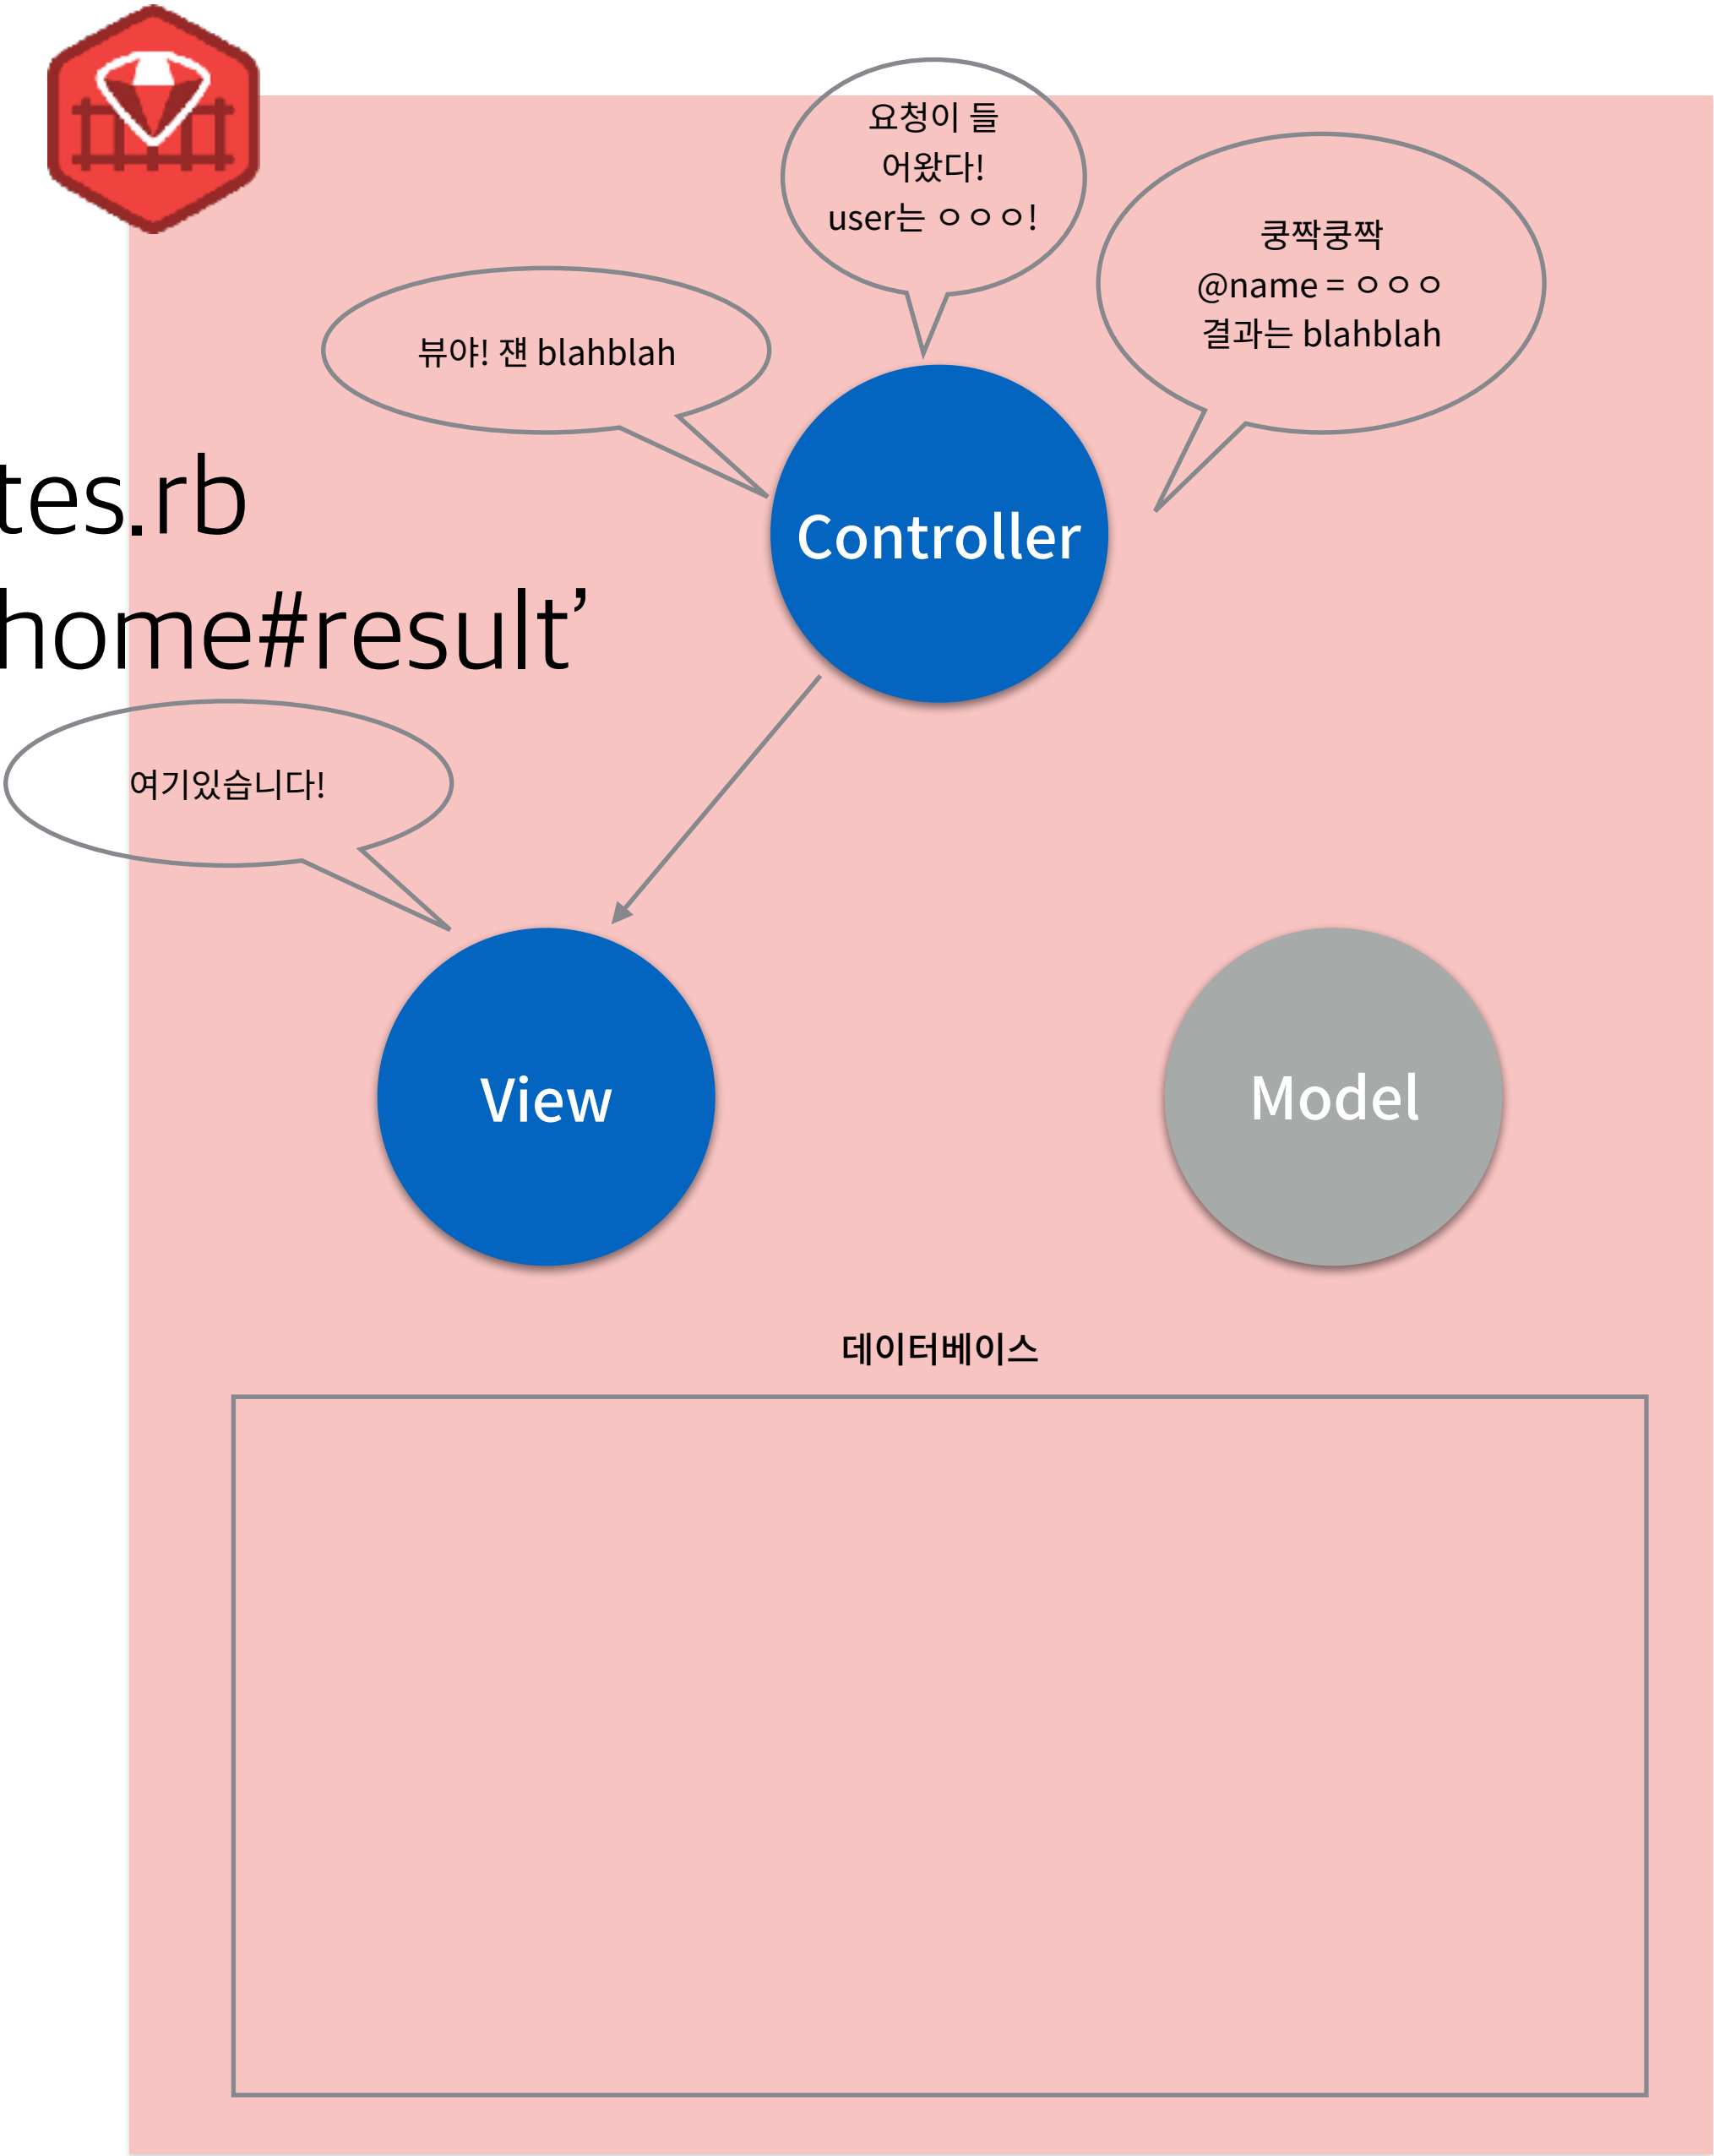 요청이 들
어왔다!
user는 ㅇㅇㅇ!
쿵짝쿵짝
@name = ㅇㅇㅇ
결과는 blahblah
뷰야! 쟨 blahblah
Controller
tes.rb
home#result’
여기있습니다!
View
Model
데이터베이스